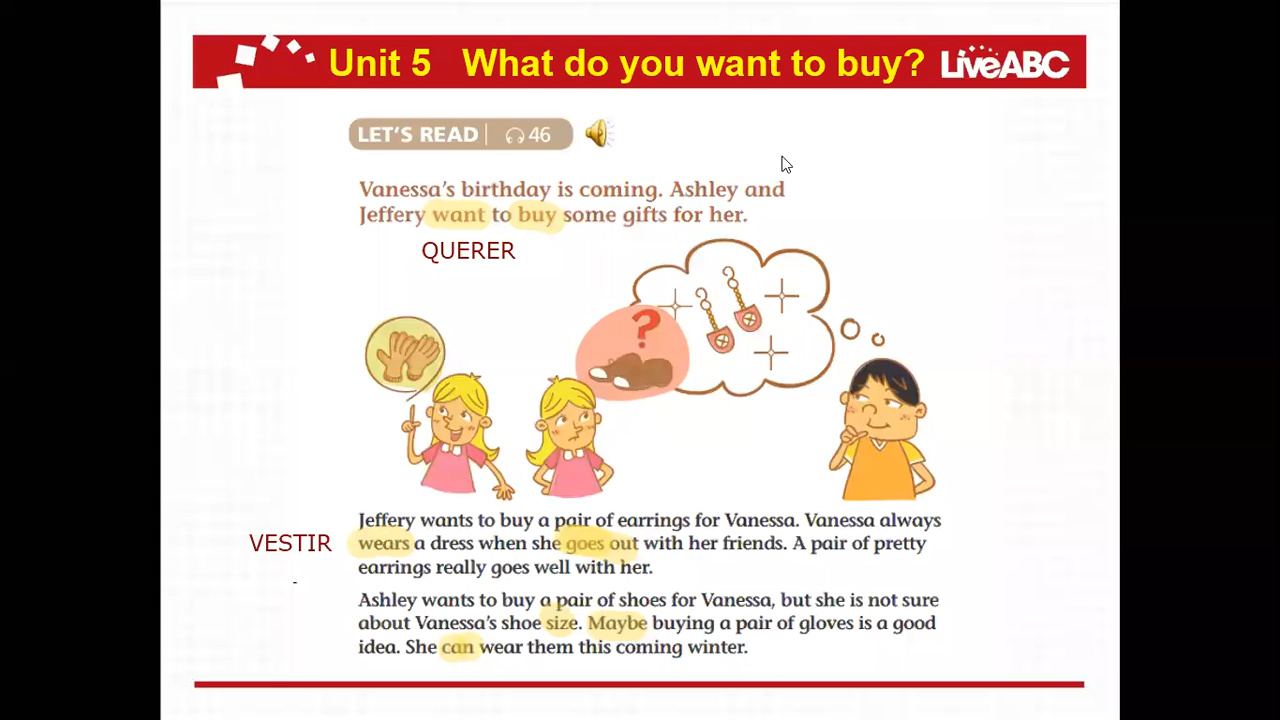 Unit 5 What do you want to buy?
LiveABC
LET'S READ 46
Vanessa's birthday is coming. Ashley and
Jeffery want to buy some gifts for her.
QUERER
?
Jeffery wants to buy a pair of earrings for Vanessa. Vanessa always
VESTIR
wears a dress when she goes out with her friends. A pair of pretty
earrings really goes well with her.
Ashley wants to buy a pair of shoes for Vanessa, but she is not sure
about Vanessa's shoe size. Maybe buying a pair of gloves is a good
idea. She can wear them this coming winter.